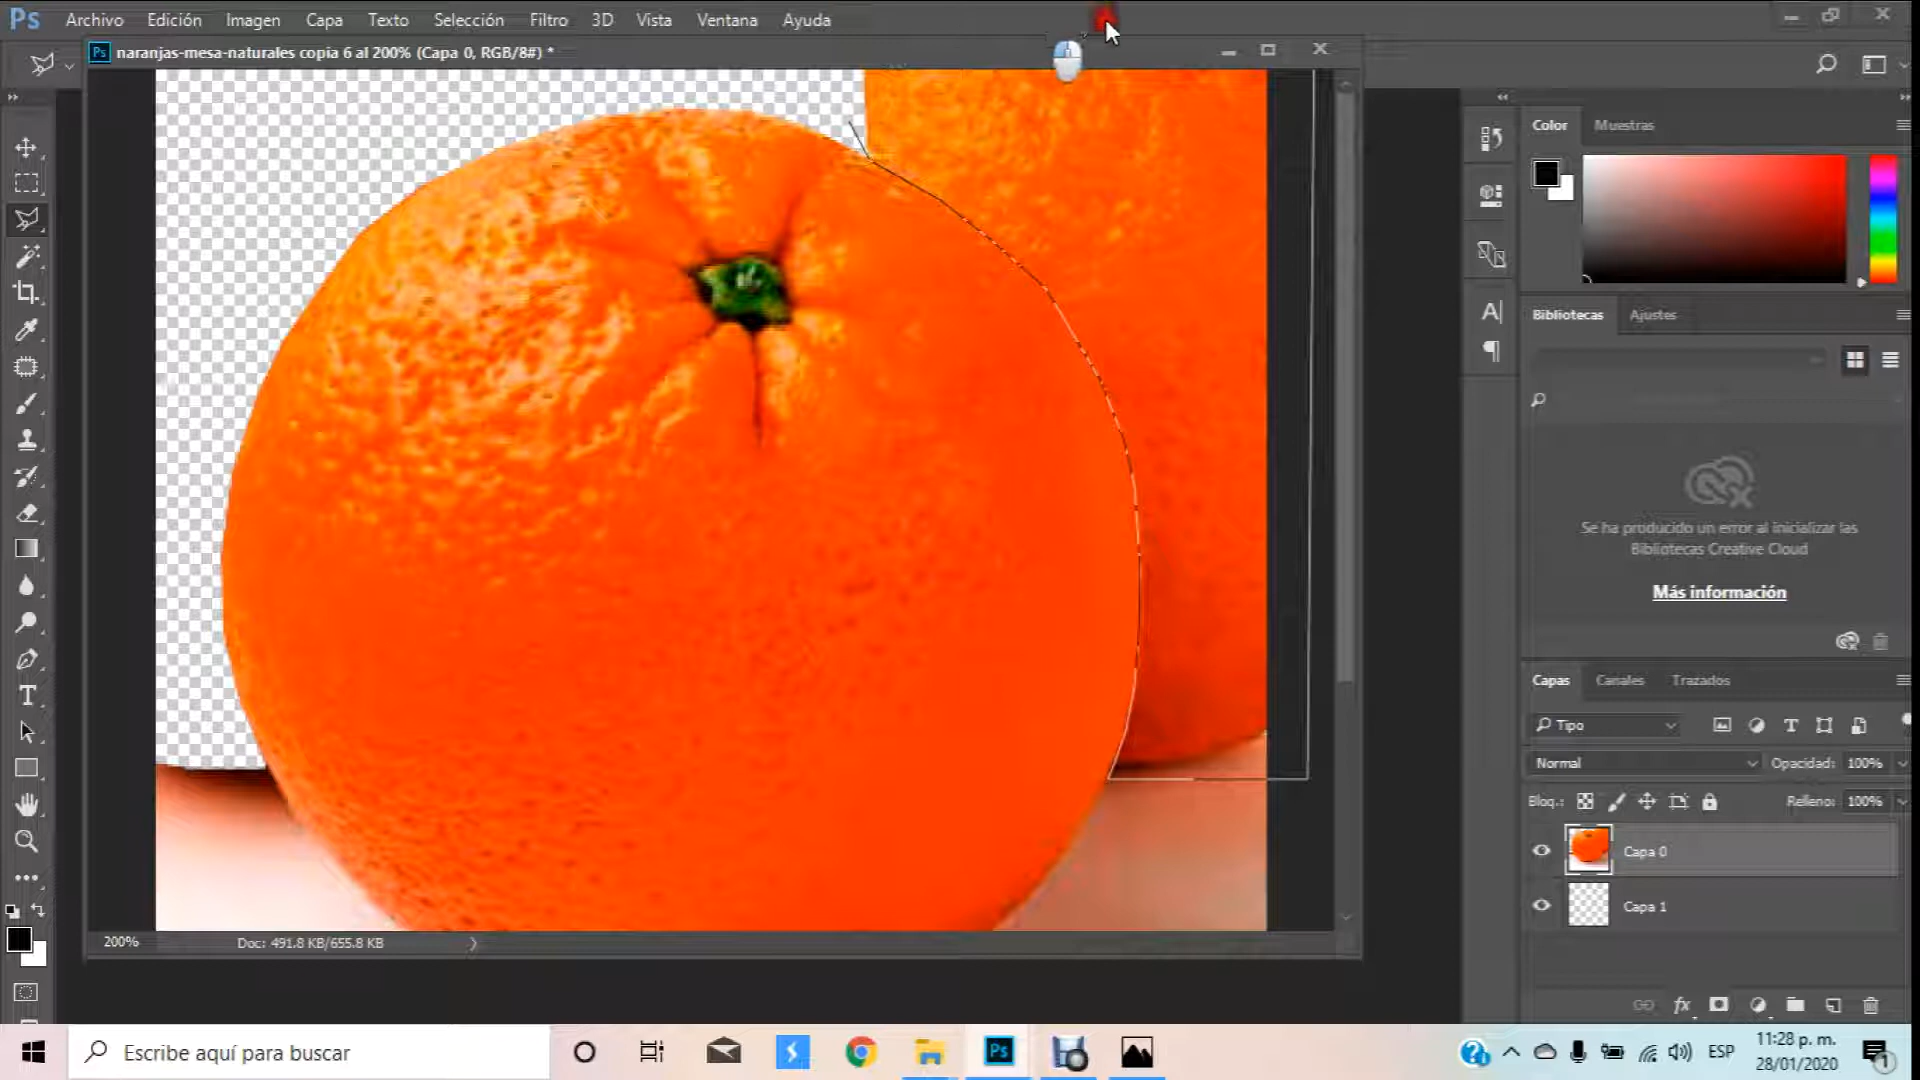 Ps Archivo Edición Imagen Capa Texto Selección Filtro 3D Vista Ventana Ayuda
Ps naranjas-mesa-naturales copia 6 al 200% (Capa 0, RGB/8#) *
Color Muestras
Bibliotecas Ajustes
Se ha producido un error al inicializar las
Bibliotecas Creative Cloud
Más información
Capas Canales Trazados
Tipo
Normal Opacidad: 100%
Bloq.: Relleno: 100%
Capa 0
Capa 1
200% Doc: 491.8 KB/655.8 KB
Escribe aquí para buscar
Ps
ESP
11:28 p. m.
28/01/2020
1